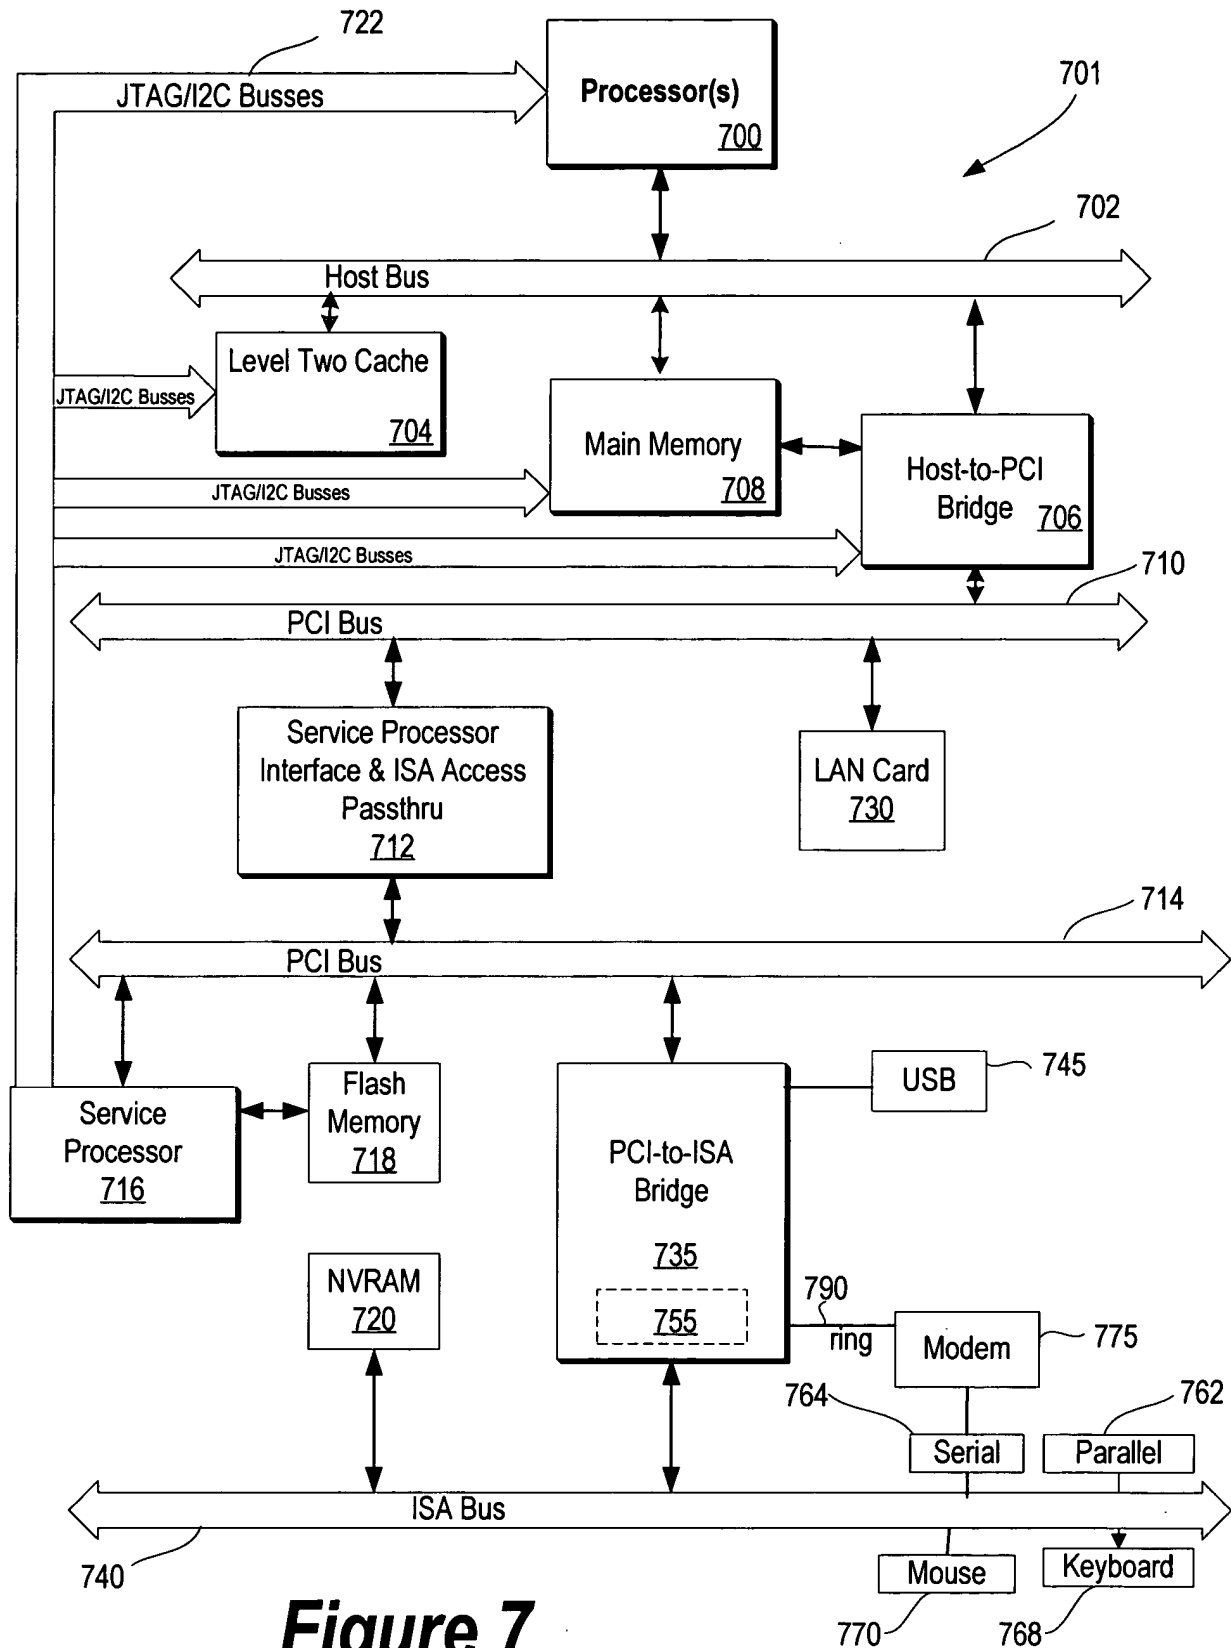 722
JTAG/I2C Busses
Processor(s)
700
701
702
Host Bus
Level Two Cache
704
JTAG/I2C Busses
Main Memory
708
Host-to-PCI
Bridge
706
JTAG/I2C Busses
JTAG/I2C Busses
710
PCI Bus
Service Processor
Interface & ISA Access
Passthru
712
LAN Card
730
714
PCI Bus
Service
Processor
716
Flash
Memory
718
PCI-to-ISA
Bridge
735
755
USB
745
NVRAM
720
790
ring
Modem
775
764
Serial
762
Parallel
ISA Bus
740
Mouse
770
Keyboard
768
Figure 7